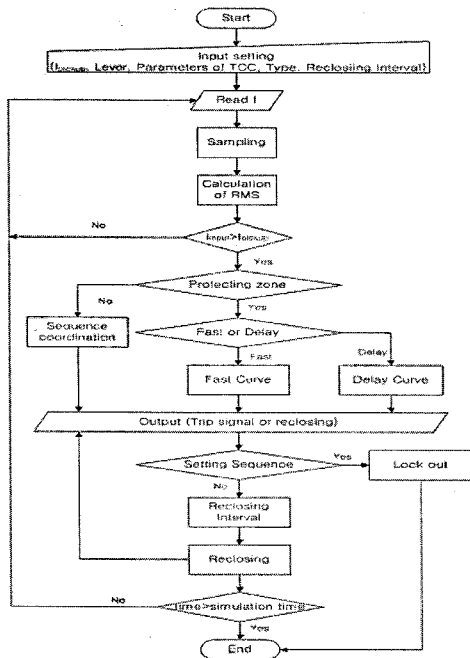 Start
Input setting
Lever, Parameters of TCC, Type, Reclosing Interval)
Read I
Sampling
Calculation
of RMS
No
Yes
Protecting zone
No
Yes
Sequence
coordination
Fast or Delay
Fast
Delay
Fast Curve
Delay Curve
Output (Trip signal or reclosing)
Setting Sequence
Yes
Lock out
No
Reclosing
Interval
Reclosing
No
Time>simulation time
Yes
End